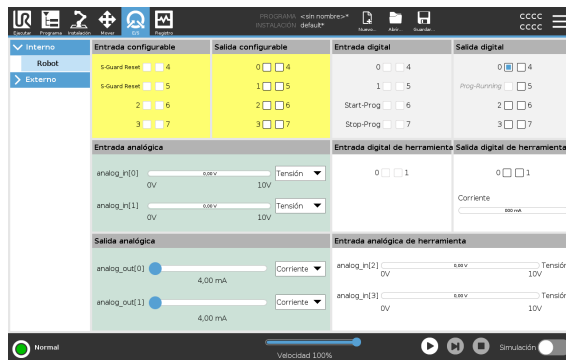 PROGRAMA <sin nombre>*
INSTALACIÓN default*
Ejecutar Programa Instalación Mover E/S Registro Nuevo... Abrir... Guardar...
CCCC
CCCC
Interno
Robot
Externo
Entrada configurable
S-Guard Reset 4
S-Guard Reset 5
2 6
3 7
Salida configurable
0 4
1 5
2 6
3 7
Entrada digital
0 4
1 5
Start-Prog 6
Stop-Prog 7
Salida digital
0 4
Prog-Running 5
2 6
3 7
Entrada analógica
analog_in[0] 0,00 V Tensión
0V 10V
analog_in[1] 0,00 V Tensión
0V 10V
Entrada digital de herramienta
0 1
Salida digital de herramienta
0 1
Corriente
000 mA
Salida analógica
analog_out[0] Corriente
4,00 mA
analog_out[1] Corriente
4,00 mA
Entrada analógica de herramienta
analog_in[2] 0,00 V Tensión
0V 10V
analog_in[3] 0,00 V Tensión
0V 10V
Normal
Velocidad 100%
Simulación